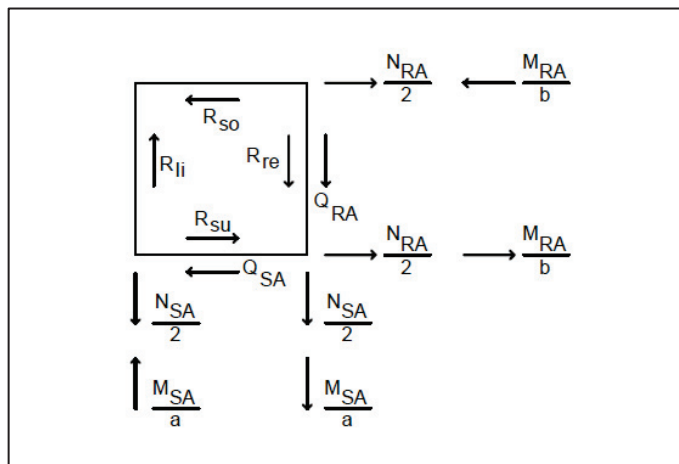 N_RA/2 M_RA/b
R_so
R_li R_re
Q_RA
R_su N_RA/2 M_RA/b
Q_SA
N_SA/2 N_SA/2
M_SA/a M_SA/a